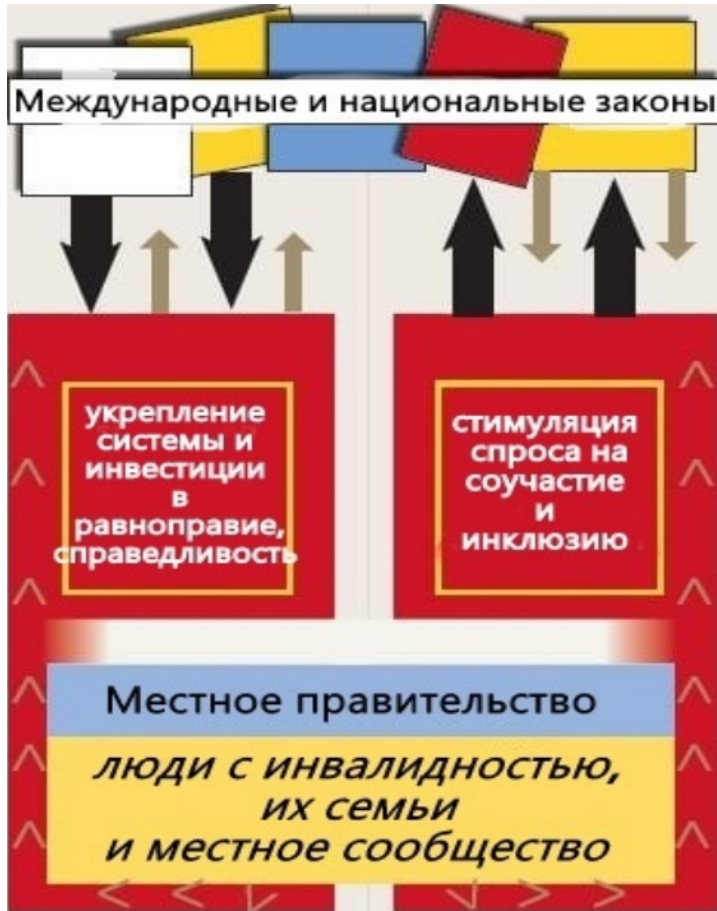 Международные и национальные законы
укрепление
системы и
инвестиции
в
равноправие,
справедливость
стимуляция
спроса на
соучастие
и
инклюзию
Местное правительство
люди с инвалидностью,
их семьи
и местное сообщество